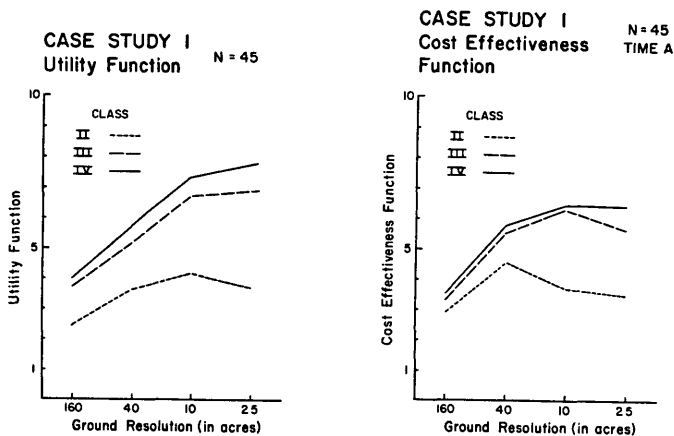 CASE STUDY I
Utility Function
N = 45
10
CLASS
II
III
IV
5
1
Utility Function
160 40 10 2.5
Ground Resolution (in acres)
CASE STUDY I
Cost Effectiveness
Function
N = 45
TIME A
10
CLASS
II
III
IV
5
1
Cost Effectiveness Function
160 40 10 2.5
Ground Resolution (in acres)